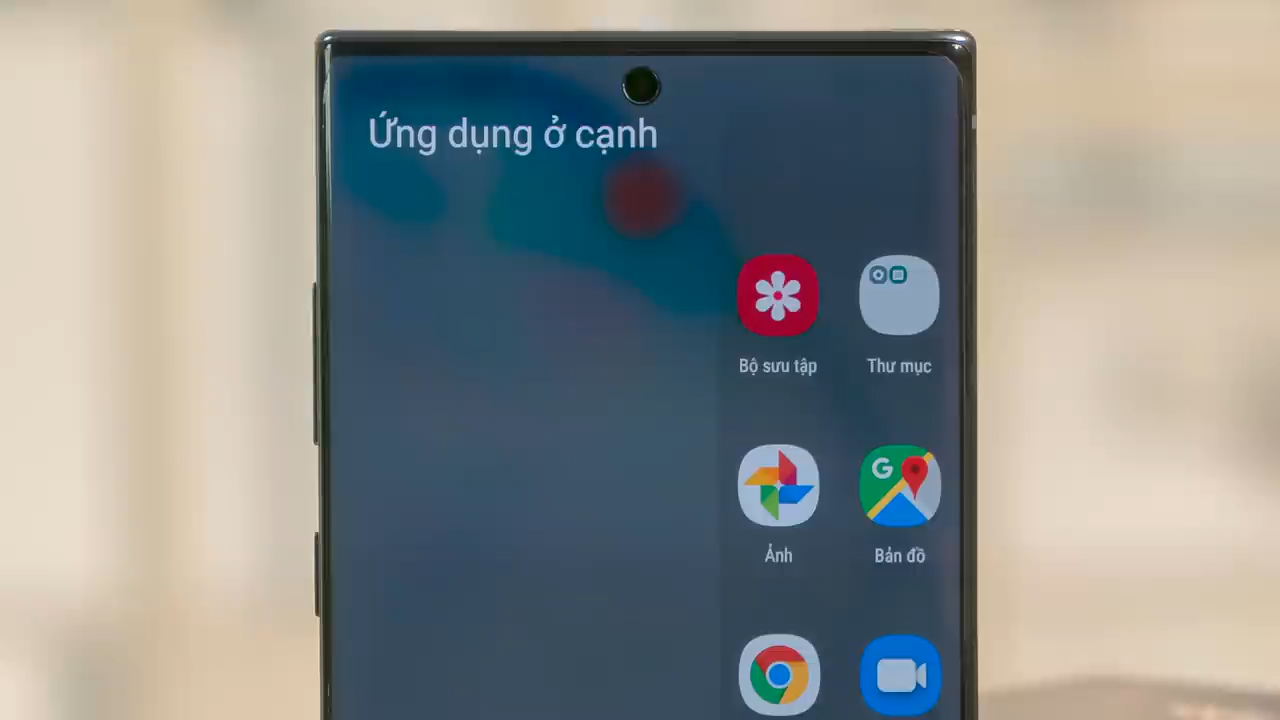 Ứng dụng ở cạnh
Bộ sưu tập
Thư mục
G
Ảnh
Bản đồ